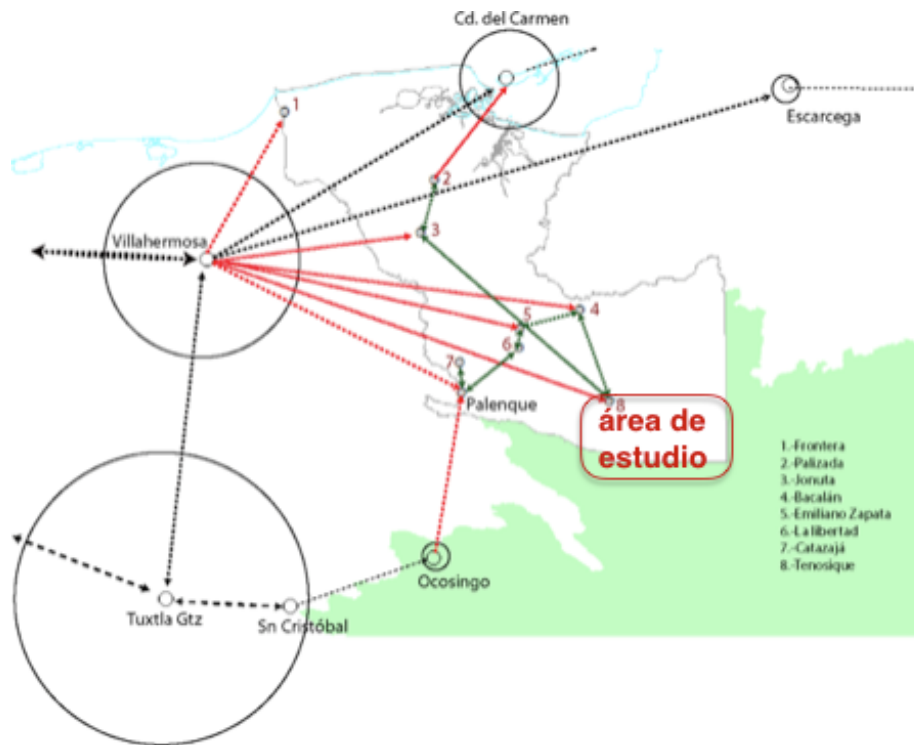 Cd. del Carmen
Escarcega
1
2
Villahermosa
3
4
5
6
7
Palenque
8
área de
estudio
1.-Frontera
2.-Palizada
3.-Jonuta
4.-Bacalán
5.-Emiliano Zapata
6.-La libertad
7.-Catazajá
8.-Tenosique
Ocosingo
Tuxtla Gtz
Sn Cristóbal